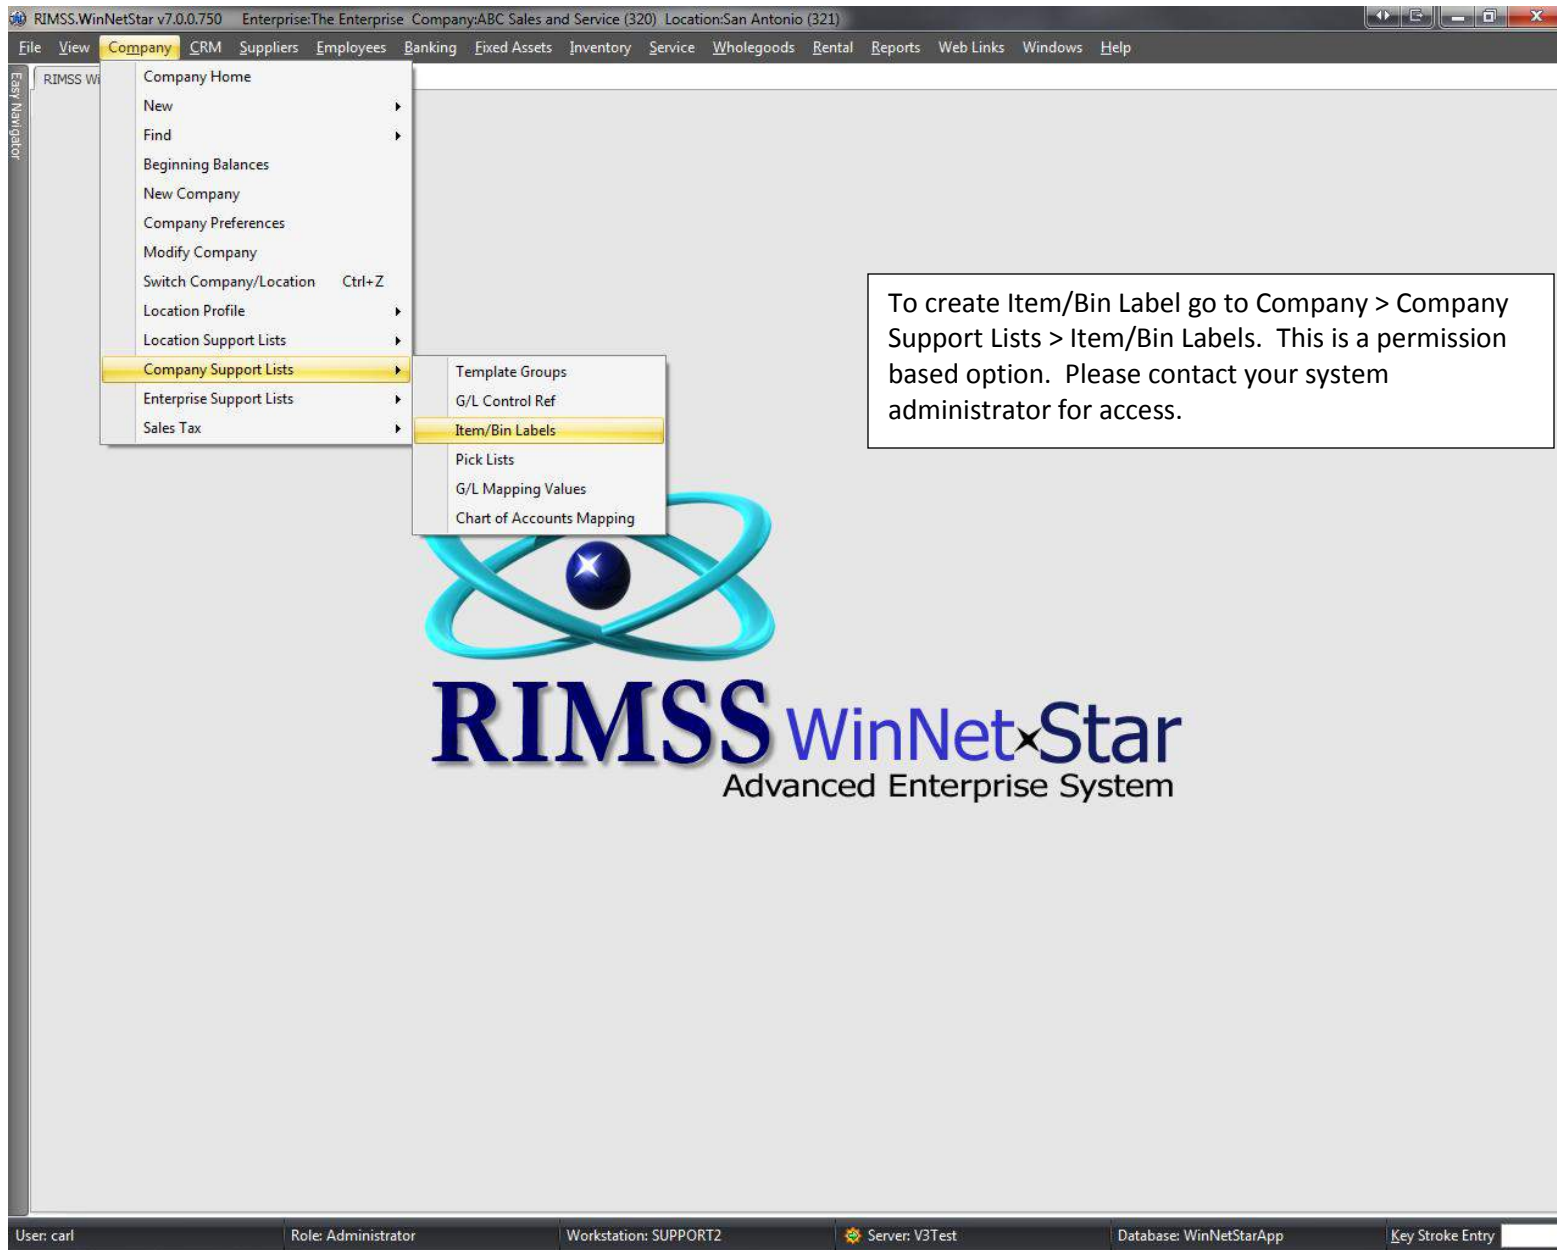 RIMSS.WinNetStar v7.0.0.750 Enterprise:The Enterprise Company:ABC Sales and Service (320) Location:San Antonio (321)
File View Company CRM Suppliers Employees Banking Fixed Assets Inventory Service Wholegoods Rental Reports Web Links Windows Help
Easy Navigator
RIMSS Wi
Company Home
New
Find
Beginning Balances
New Company
Company Preferences
Modify Company
Switch Company/Location Ctrl+Z
Location Profile
Location Support Lists
Company Support Lists
Enterprise Support Lists
Sales Tax
Template Groups
G/L Control Ref
Item/Bin Labels
Pick Lists
G/L Mapping Values
Chart of Accounts Mapping
To create Item/Bin Label go to Company > Company
Support Lists > Item/Bin Labels.  This is a permission
based option.  Please contact your system
administrator for access.
RIMSS WinNet Star
Advanced Enterprise System
User: carl Role: Administrator Workstation: SUPPORT2 Server: V3Test Database: WinNetStarApp Key Stroke Entry